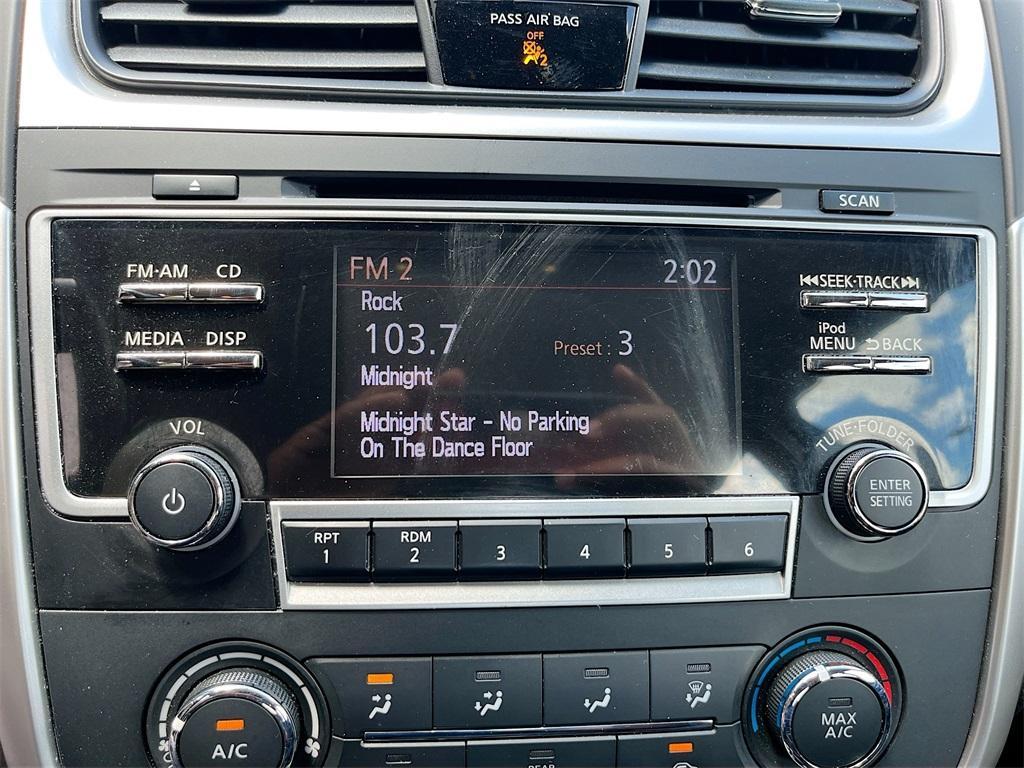 PASS AIR BAG
OFF
2
SCAN
FM·AM CD
MEDIA DISP
VOL
FM 2 2:02
Rock
103.7 Preset : 3
Midnight
Midnight Star - No Parking
On The Dance Floor
SEEK·TRACK
iPod
MENU BACK
TUNE·FOLDER
ENTER
SETTING
RPT
1
RDM
2
3
4
5
6
A/C
MAX
A/C